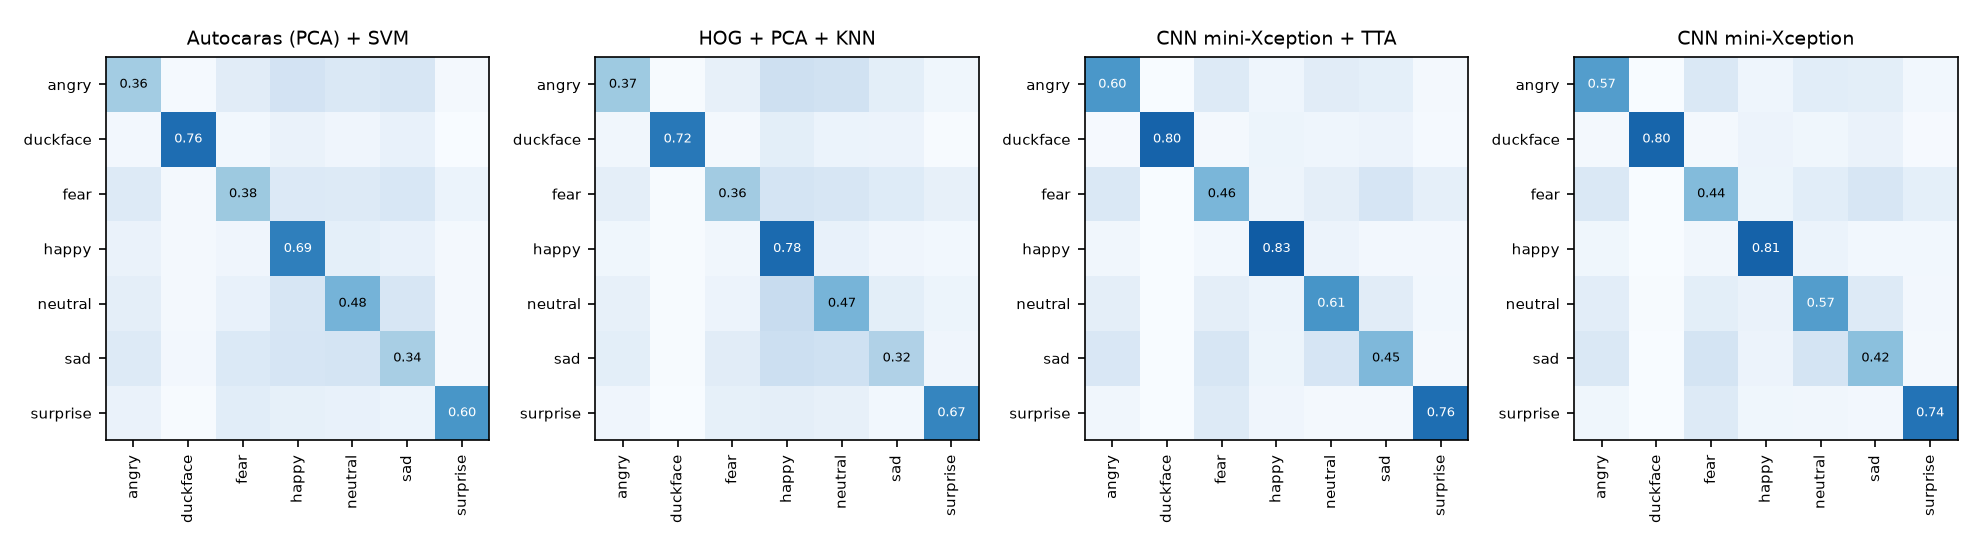 Autocaras (PCA) + SVM
angry
duckface
fear
happy
neutral
sad
surprise
0.36
0.76
0.38
0.69
0.48
0.34
0.60
angry
duckface
fear
happy
neutral
sad
surprise
HOG + PCA + KNN
angry
duckface
fear
happy
neutral
sad
surprise
0.37
0.72
0.36
0.78
0.47
0.32
0.67
angry
duckface
fear
happy
neutral
sad
surprise
CNN mini-Xception + TTA
angry
duckface
fear
happy
neutral
sad
surprise
0.60
0.80
0.46
0.83
0.61
0.45
0.76
angry
duckface
fear
happy
neutral
sad
surprise
CNN mini-Xception
angry
duckface
fear
happy
neutral
sad
surprise
0.57
0.80
0.44
0.81
0.57
0.42
0.74
angry
duckface
fear
happy
neutral
sad
surprise